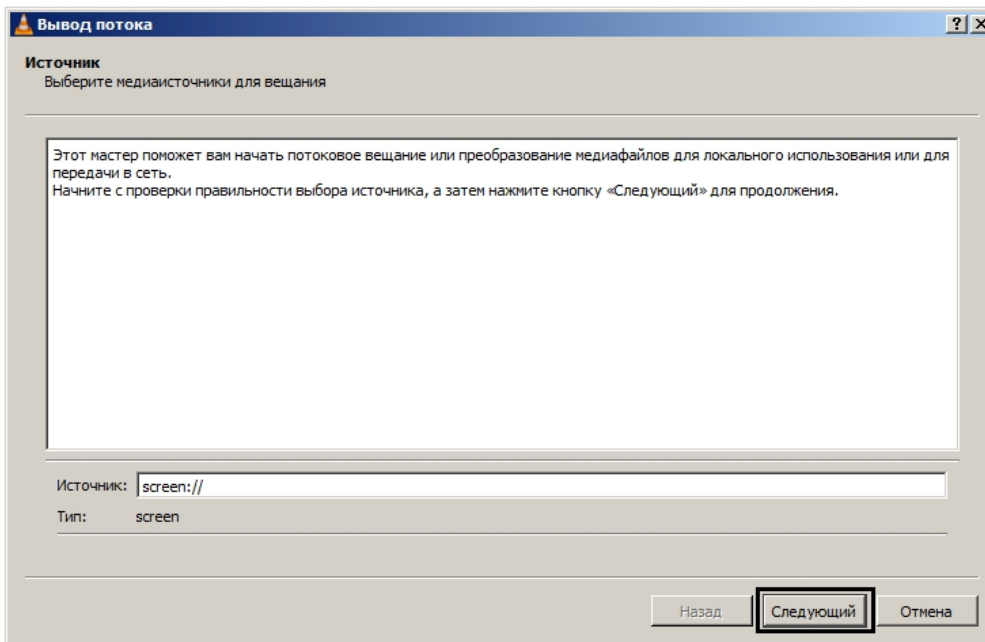 Вывод потока
Источник
Выберите медиаисточники для вещания
Этот мастер поможет вам начать потоковое вещание или преобразование медиафайлов для локального использования или для
передачи в сеть.
Начните с проверки правильности выбора источника, а затем нажмите кнопку «Следующий» для продолжения.
Источник: screen://
Тип: screen
Назад Следующий Отмена